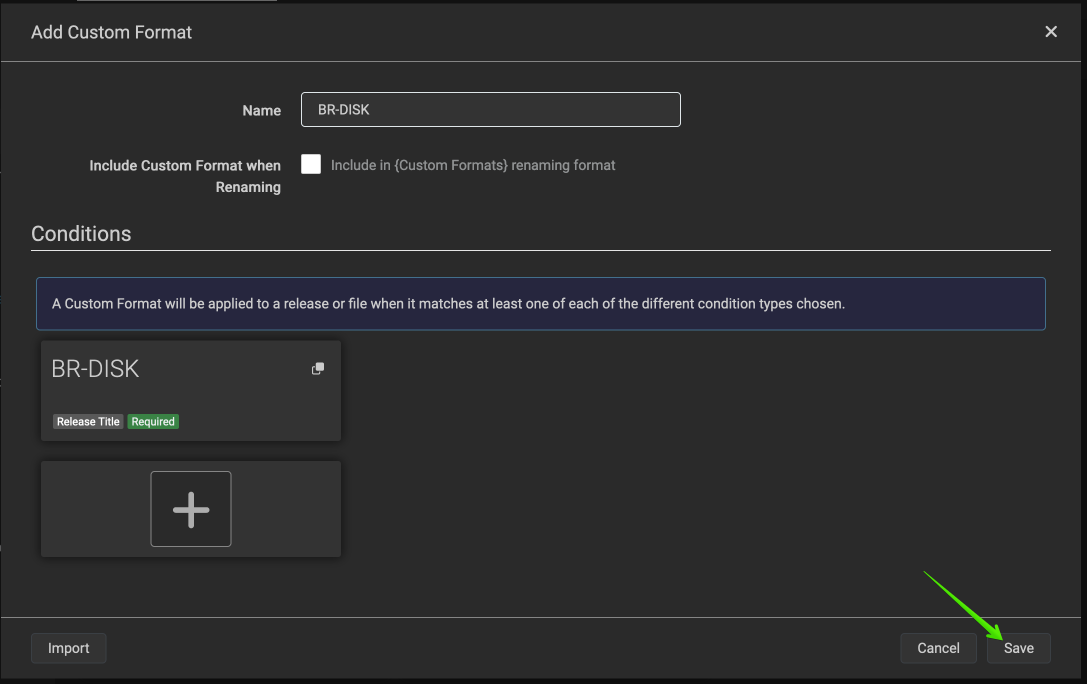 Add Custom Format
Name
BR-DISK
Include Custom Format when
Renaming
Include in {Custom Formats} renaming format
Conditions
A Custom Format will be applied to a release or file when it matches at least one of each of the different condition types chosen.
BR-DISK
Release Title Required
Import
Cancel
Save